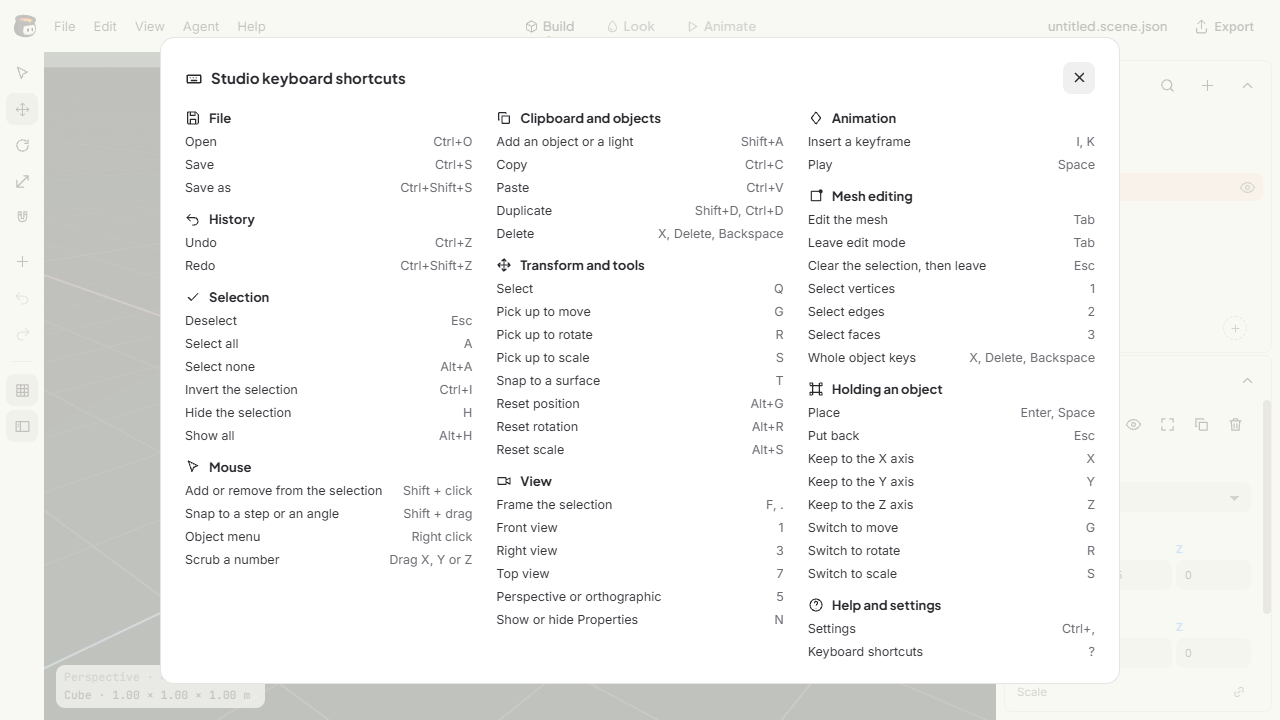 File Edit View Agent Help
Build Look Animate
untitled.scene.json Export
Studio keyboard shortcuts
File
Open Ctrl+O
Save Ctrl+S
Save as Ctrl+Shift+S
History
Undo Ctrl+Z
Redo Ctrl+Shift+Z
Selection
Deselect Esc
Select all A
Select none Alt+A
Invert the selection Ctrl+I
Hide the selection H
Show all Alt+H
Mouse
Add or remove from the selection Shift + click
Snap to a step or an angle Shift + drag
Object menu Right click
Scrub a number Drag X, Y or Z
Clipboard and objects
Add an object or a light Shift+A
Copy Ctrl+C
Paste Ctrl+V
Duplicate Shift+D, Ctrl+D
Delete X, Delete, Backspace
Transform and tools
Select Q
Pick up to move G
Pick up to rotate R
Pick up to scale S
Snap to a surface T
Reset position Alt+G
Reset rotation Alt+R
Reset scale Alt+S
View
Frame the selection F, .
Front view 1
Right view 3
Top view 7
Perspective or orthographic 5
Show or hide Properties N
Animation
Insert a keyframe I, K
Play Space
Mesh editing
Edit the mesh Tab
Leave edit mode Tab
Clear the selection, then leave Esc
Select vertices 1
Select edges 2
Select faces 3
Whole object keys X, Delete, Backspace
Holding an object
Place Enter, Space
Put back Esc
Keep to the X axis X
Keep to the Y axis Y
Keep to the Z axis Z
Switch to move G
Switch to rotate R
Switch to scale S
Help and settings
Settings Ctrl+,
Keyboard shortcuts ?
Z
0
Z
0
Scale
Perspective ·
Cube · 1.00 × 1.00 × 1.00 m